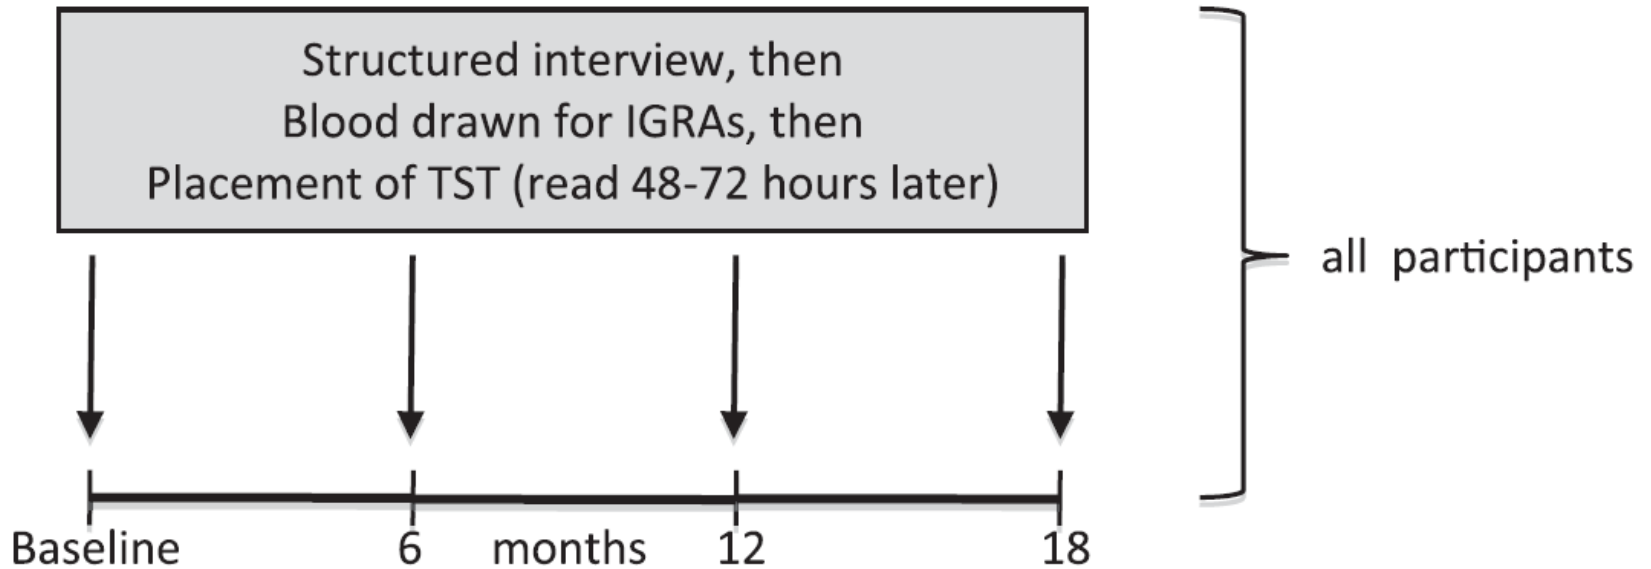 Structured interview, then
Blood drawn for IGRAs, then
Placement of TST (read 48-72 hours later)
all participants
Baseline 6 months 12 18